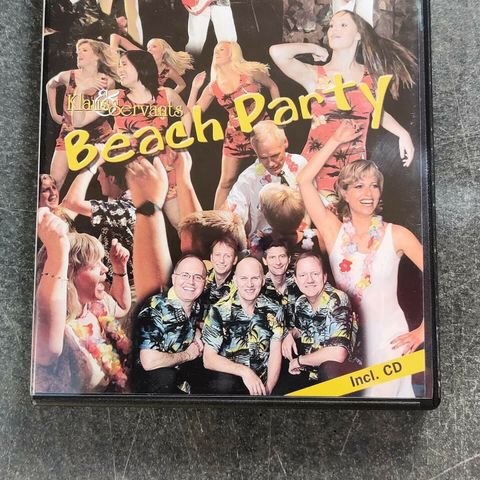 Klaus & Servants
Beach Party
Incl. CD